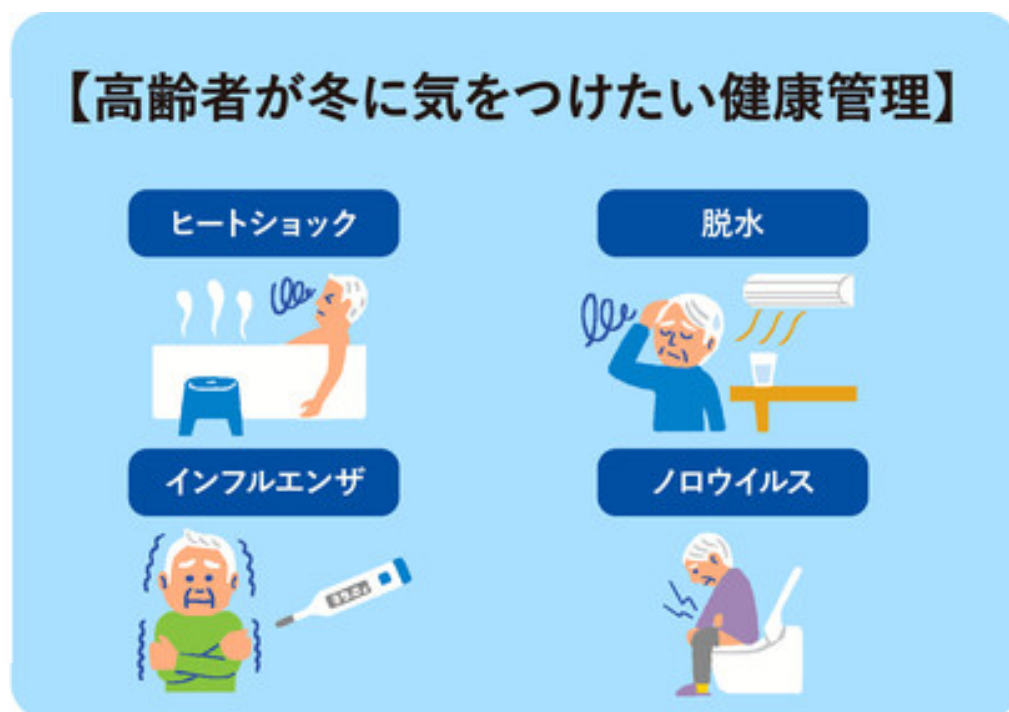 【高齢者が冬に気をつけたい健康管理】
ヒートショック
脱水
インフルエンザ
ノロウイルス